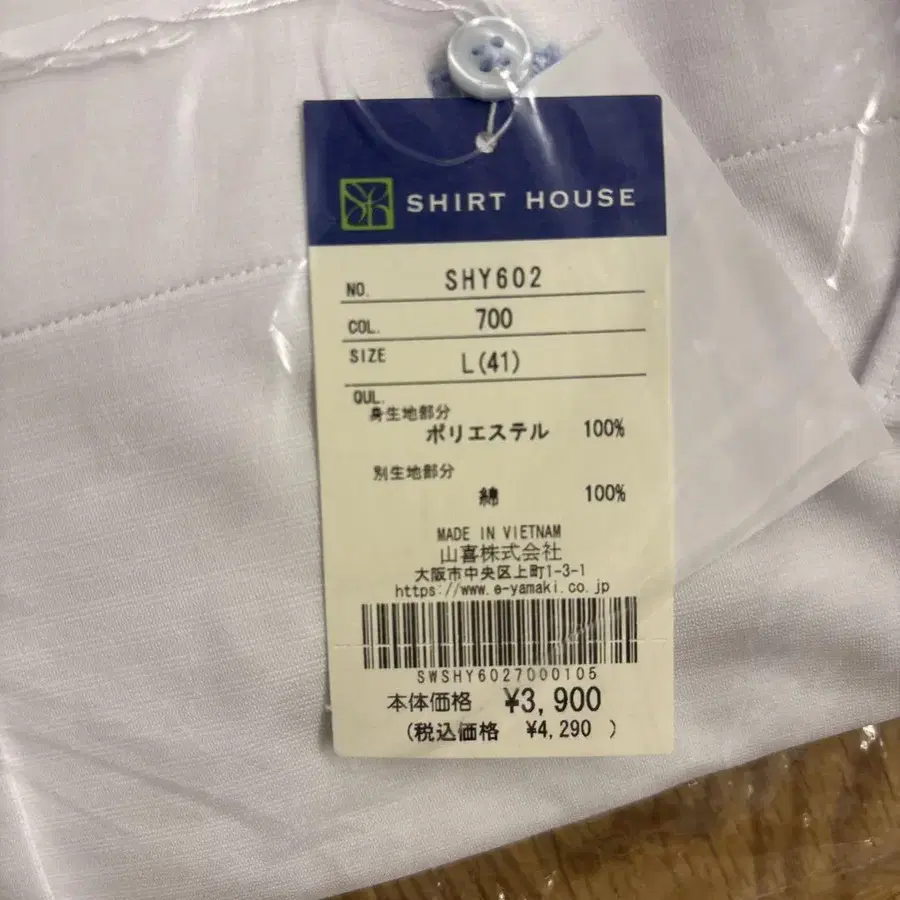 SHIRT HOUSE
NO. SHY602
COL. 700
SIZE L(41)
QUL.
身生地部分
ポリエステル 100%
別生地部分
綿 100%
MADE IN VIETNAM
山喜株式会社
大阪市中央区上町1-3-1
https://www.e-yamaki.co.jp
SWSHY6027000105
本体価格 ¥3,900
(税込価格 ¥4,290 )